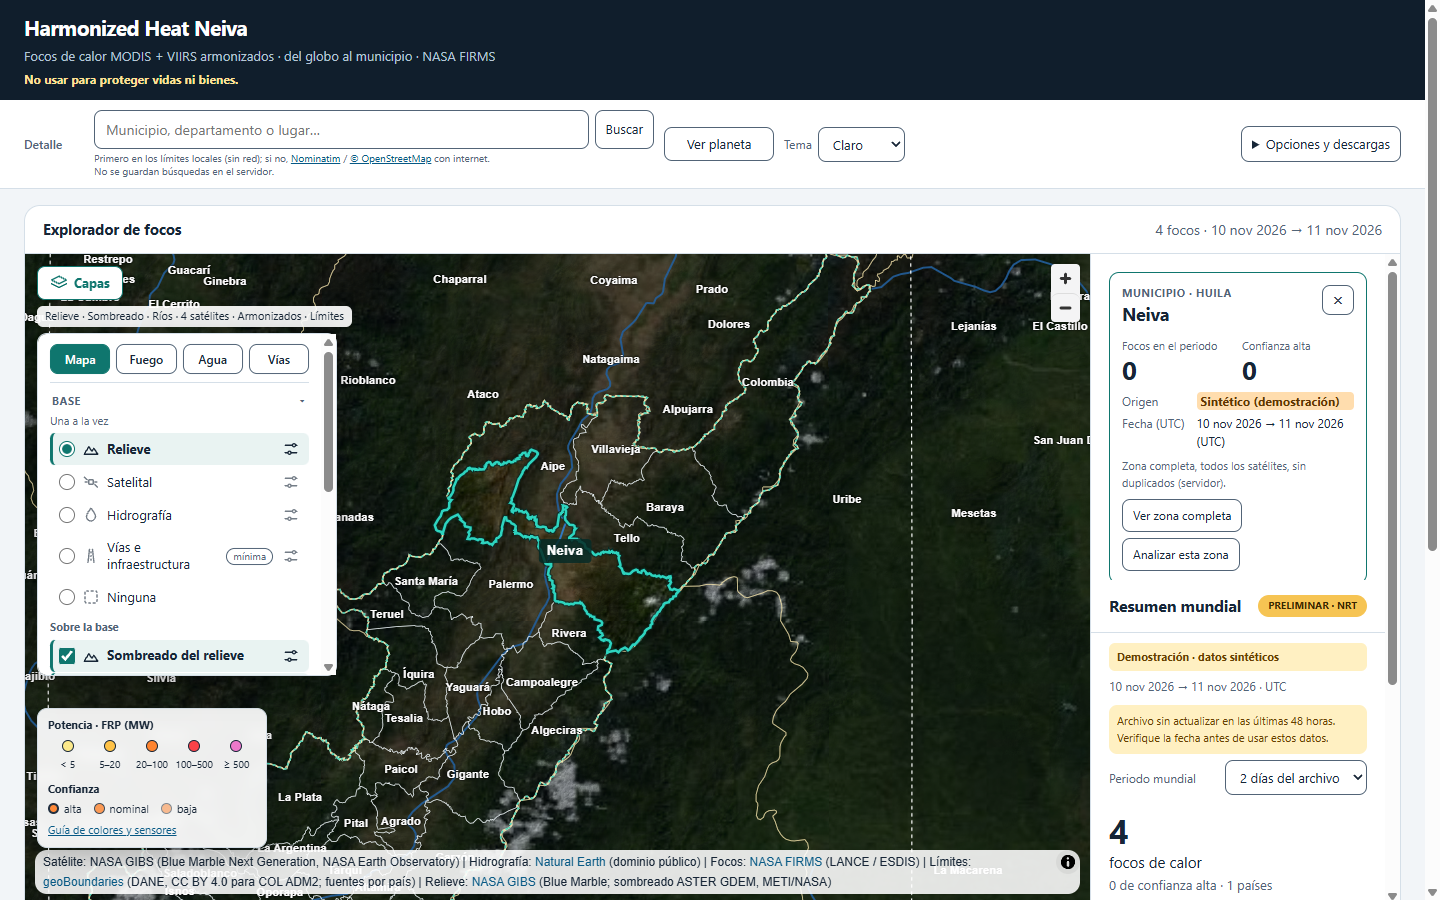 Harmonized Heat Neiva
Focos de calor MODIS + VIIRS armonizados · del globo al municipio · NASA FIRMS
No usar para proteger vidas ni bienes.
Detalle
Municipio, departamento o lugar...
Buscar
Primero en los límites locales (sin red); si no, Nominatim / © OpenStreetMap con internet.
No se guardan búsquedas en el servidor.
Ver planeta
Tema
Claro
▶ Opciones y descargas
Explorador de focos
4 focos · 10 nov 2026 → 11 nov 2026
Capas
Relieve · Sombreado · Ríos · 4 satélites · Armonizados · Límites
Mapa
Fuego
Agua
Vías
BASE
Una a la vez
Relieve
Satelital
Hidrografía
Vías e
infraestructura
mínima
Ninguna
Sobre la base
Sombreado del relieve
Potencia · FRP (MW)
< 5
5–20
20–100
100–500
≥ 500
Confianza
alta
nominal
baja
Guía de colores y sensores
Restrepo
Guacarí
Ginebra
El Cerrito
Chaparral
Coyaima
Prado
Dolores
Lejanías
El Castillo
Natagaima
Rioblanco
Ataco
Colombia
Alpujarra
Villavieja
San Juan D
Aipe
Baraya
Uribe
Mesetas
anadas
Tello
Neiva
Santa María
Palermo
Teruel
Rivera
Íquira
Campoalegre
Yaguará
Silvia
Nátaga
Tesalia
Hobo
Algeciras
Paicol
Gigante
La Plata
Pital
Agrado
La Argentina
La Macarena
Tarqui
Saladoblanco
Oporapa
+
−
Satélite: NASA GIBS (Blue Marble Next Generation, NASA Earth Observatory) | Hidrografía: Natural Earth (dominio público) | Focos: NASA FIRMS (LANCE / ESDIS) | Límites:
geoBoundaries (DANE, CC BY 4.0 para COL ADM2; fuentes por país) | Relieve: NASA GIBS (Blue Marble; sombreado ASTER GDEM, METI/NASA)
MUNICIPIO · HUILA
Neiva
×
Focos en el periodo
Confianza alta
0
0
Origen
Sintético (demostración)
Fecha (UTC)
10 nov 2026 → 11 nov 2026
(UTC)
Zona completa, todos los satélites, sin
duplicados (servidor).
Ver zona completa
Analizar esta zona
Resumen mundial
PRELIMINAR · NRT
Demostración · datos sintéticos
10 nov 2026 → 11 nov 2026 · UTC
Archivo sin actualizar en las últimas 48 horas.
Verifique la fecha antes de usar estos datos.
Periodo mundial
2 días del archivo
4
focos de calor
0 de confianza alta · 1 países